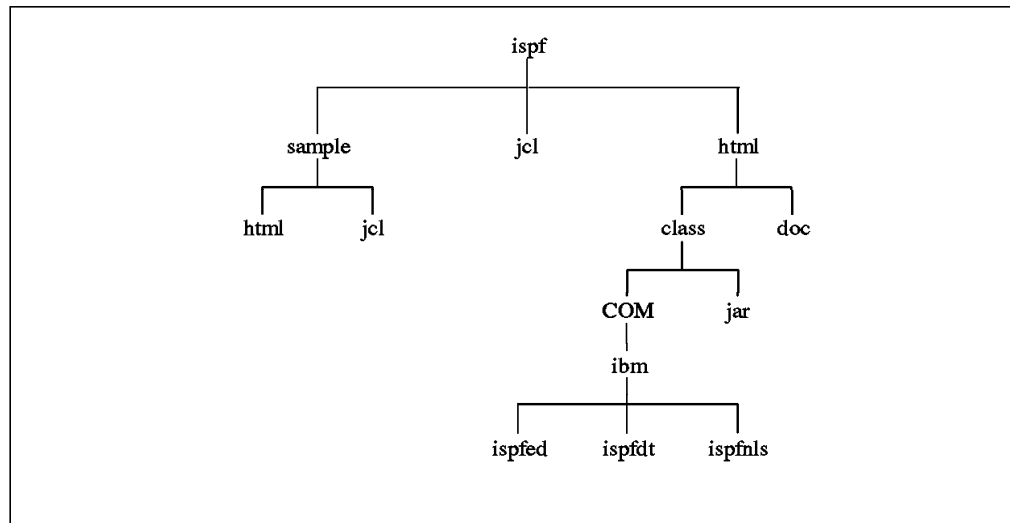 ispf
sample jcl html
html jcl class doc
COM jar
ibm
ispfed ispfdt ispfnls